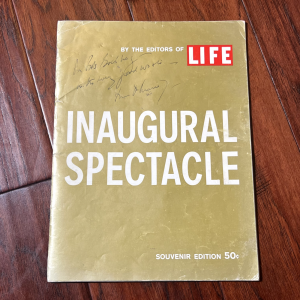 BY THE EDITORS OF LIFE
INAUGURAL
SPECTACLE
SOUVENIR EDITION 50¢